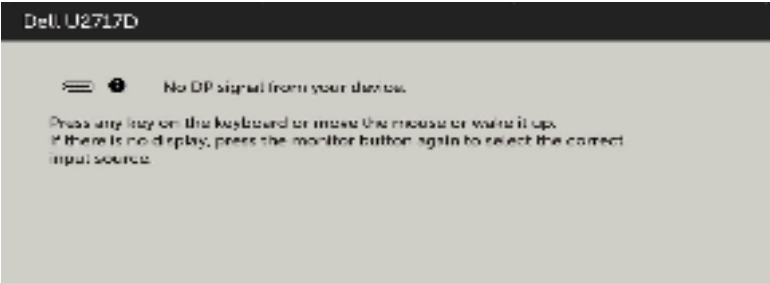 Dell U2717D
No DP signal from your device.
Press any key on the keyboard or move the mouse or wake it up.
If there is no display, press the monitor button again to select the correct
input source.